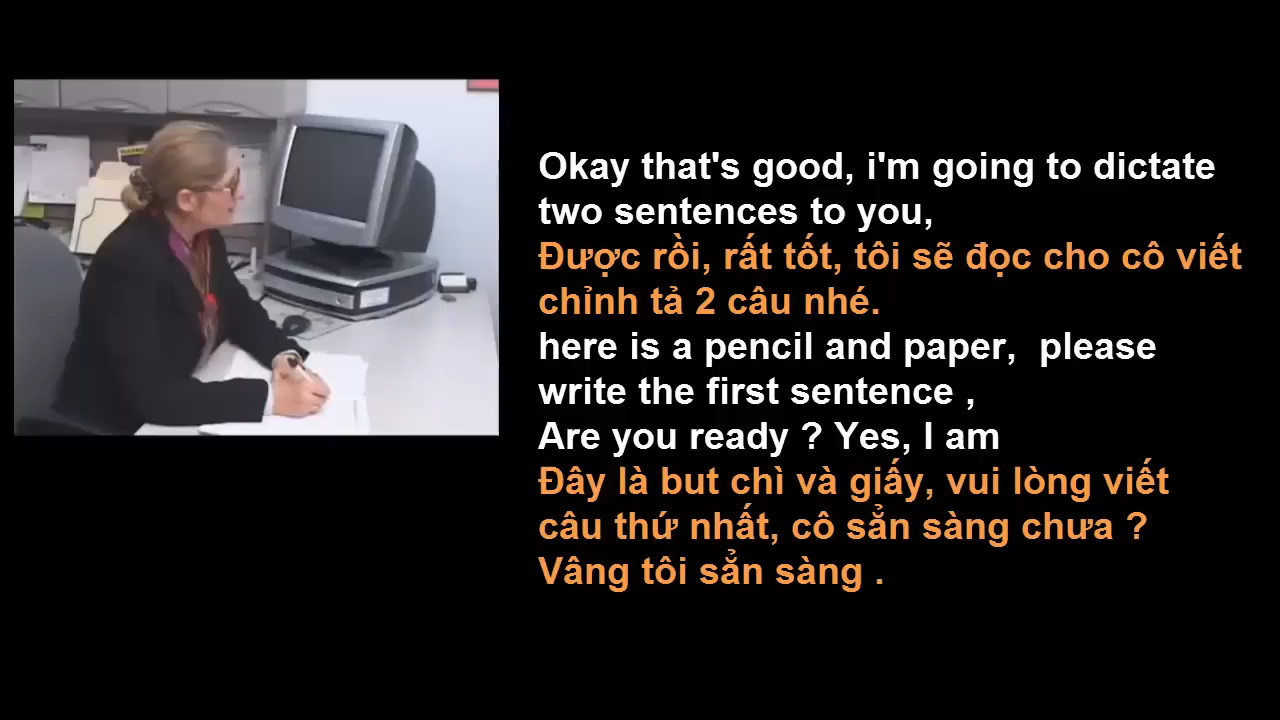 Okay that's good, i'm going to dictate
two sentences to you,
Được rồi, rất tốt, tôi sẽ đọc cho cô viết
chỉnh tả 2 câu nhé.
here is a pencil and paper,  please
write the first sentence ,
Are you ready ? Yes, I am
Đây là but chì và giấy, vui lòng viết
câu thứ nhất, cô sẳn sàng chưa ?
Vâng tôi sẳn sàng .